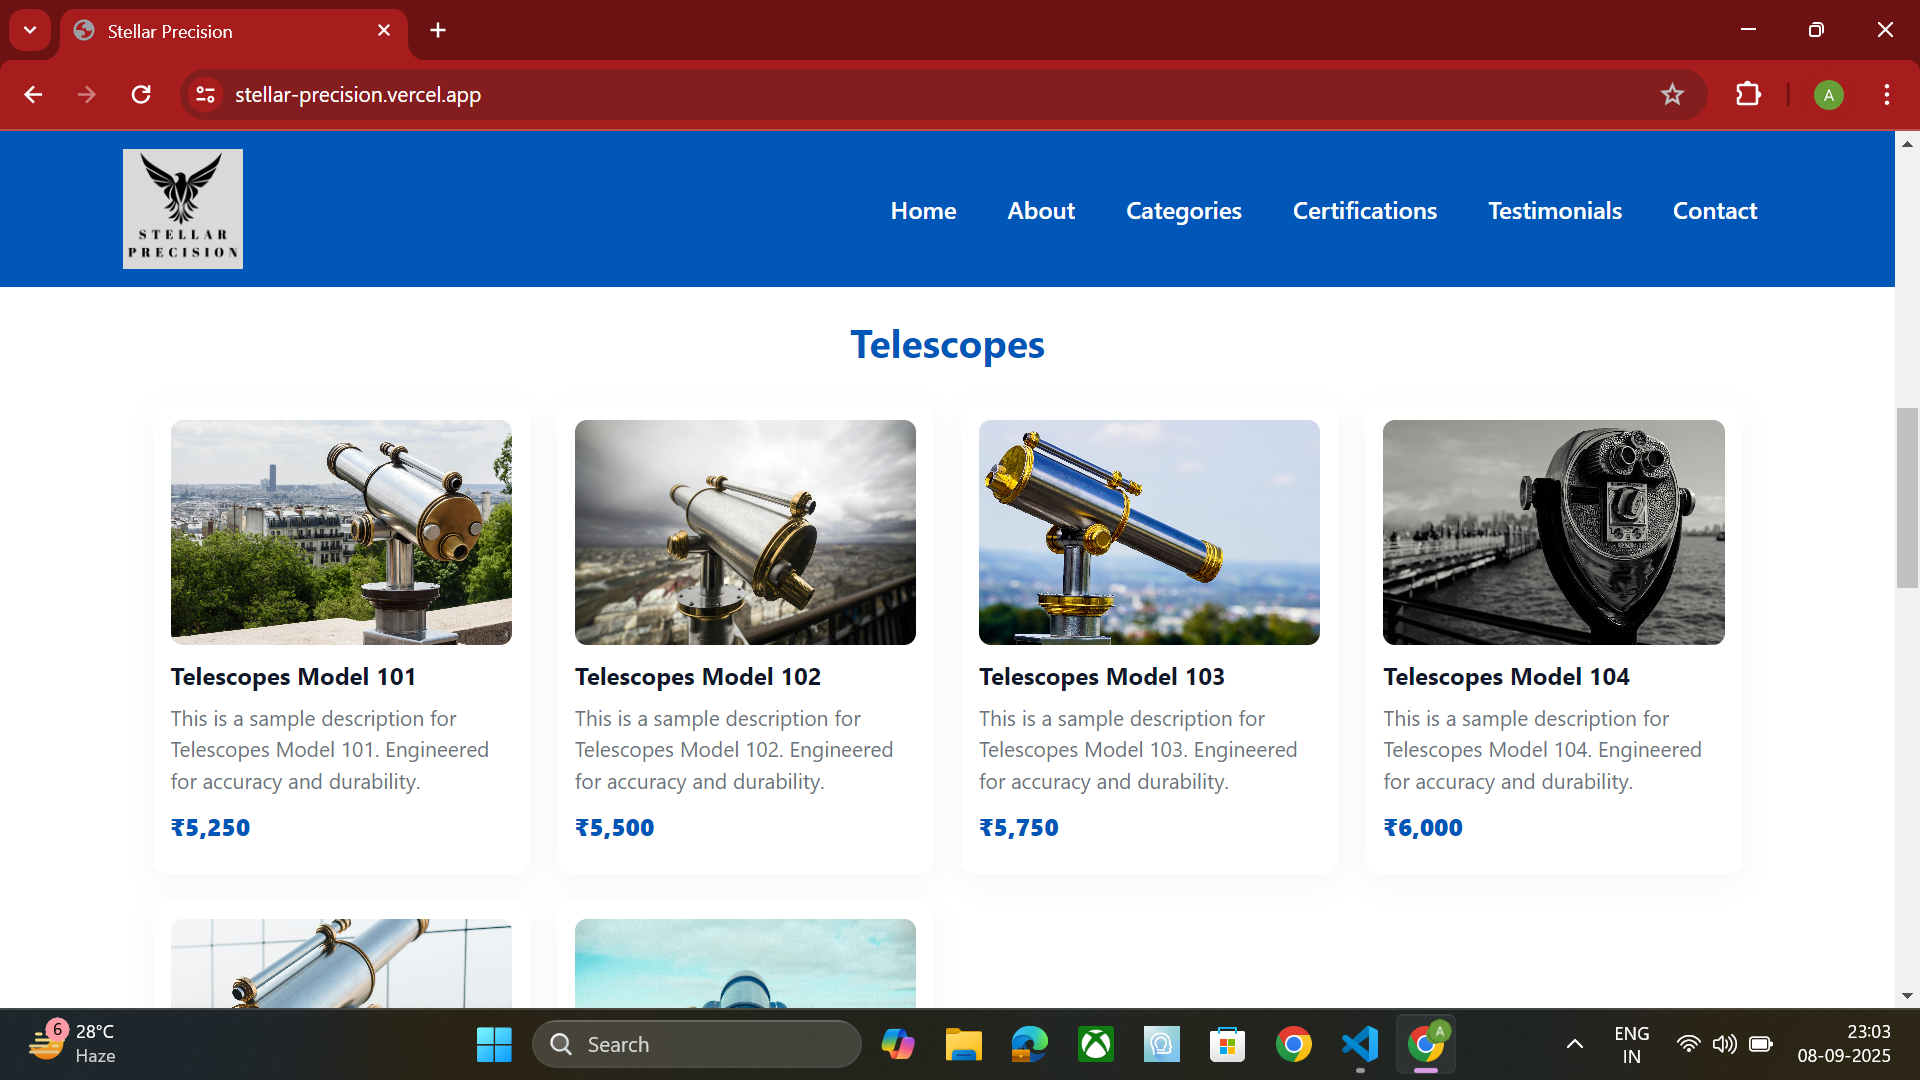 Stellar Precision
stellar-precision.vercel.app
A
STELLAR
PRECISION
Home
About
Categories
Certifications
Testimonials
Contact
Telescopes
Telescopes Model 101
This is a sample description for
Telescopes Model 101. Engineered
for accuracy and durability.
₹5,250
Telescopes Model 102
This is a sample description for
Telescopes Model 102. Engineered
for accuracy and durability.
₹5,500
Telescopes Model 103
This is a sample description for
Telescopes Model 103. Engineered
for accuracy and durability.
₹5,750
Telescopes Model 104
This is a sample description for
Telescopes Model 104. Engineered
for accuracy and durability.
₹6,000
6
28°C
Haze
Search
A
ENG
IN
23:03
08-09-2025